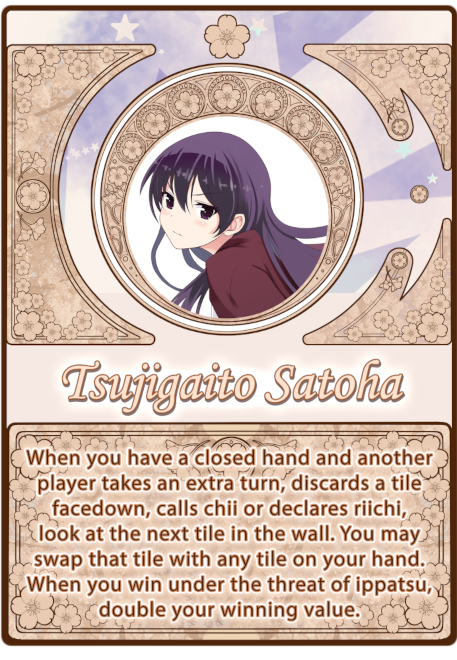 Tsujigaito Satoha
When you have a closed hand and another
player takes an extra turn, discards a tile
facedown, calls chii or declares riichi,
look at the next tile in the wall. You may
swap that tile with any tile on your hand.
When you win under the threat of ippatsu,
double your winning value.